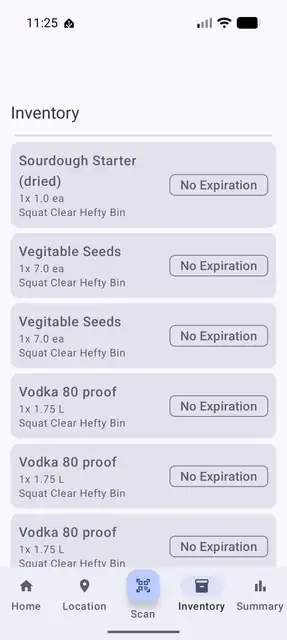 11:25
Inventory
Sourdough Starter
(dried)
1x 1.0 ea
Squat Clear Hefty Bin
No Expiration
Vegitable Seeds
1x 7.0 ea
Squat Clear Hefty Bin
No Expiration
Vegitable Seeds
1x 7.0 ea
Squat Clear Hefty Bin
No Expiration
Vodka 80 proof
1x 1.75 L
Squat Clear Hefty Bin
No Expiration
Vodka 80 proof
1x 1.75 L
Squat Clear Hefty Bin
No Expiration
Vodka 80 proof
1x 1.75 L
Squat Clear Hefty Bin
No Expiration
Home
Location
Scan
Inventory
Summary